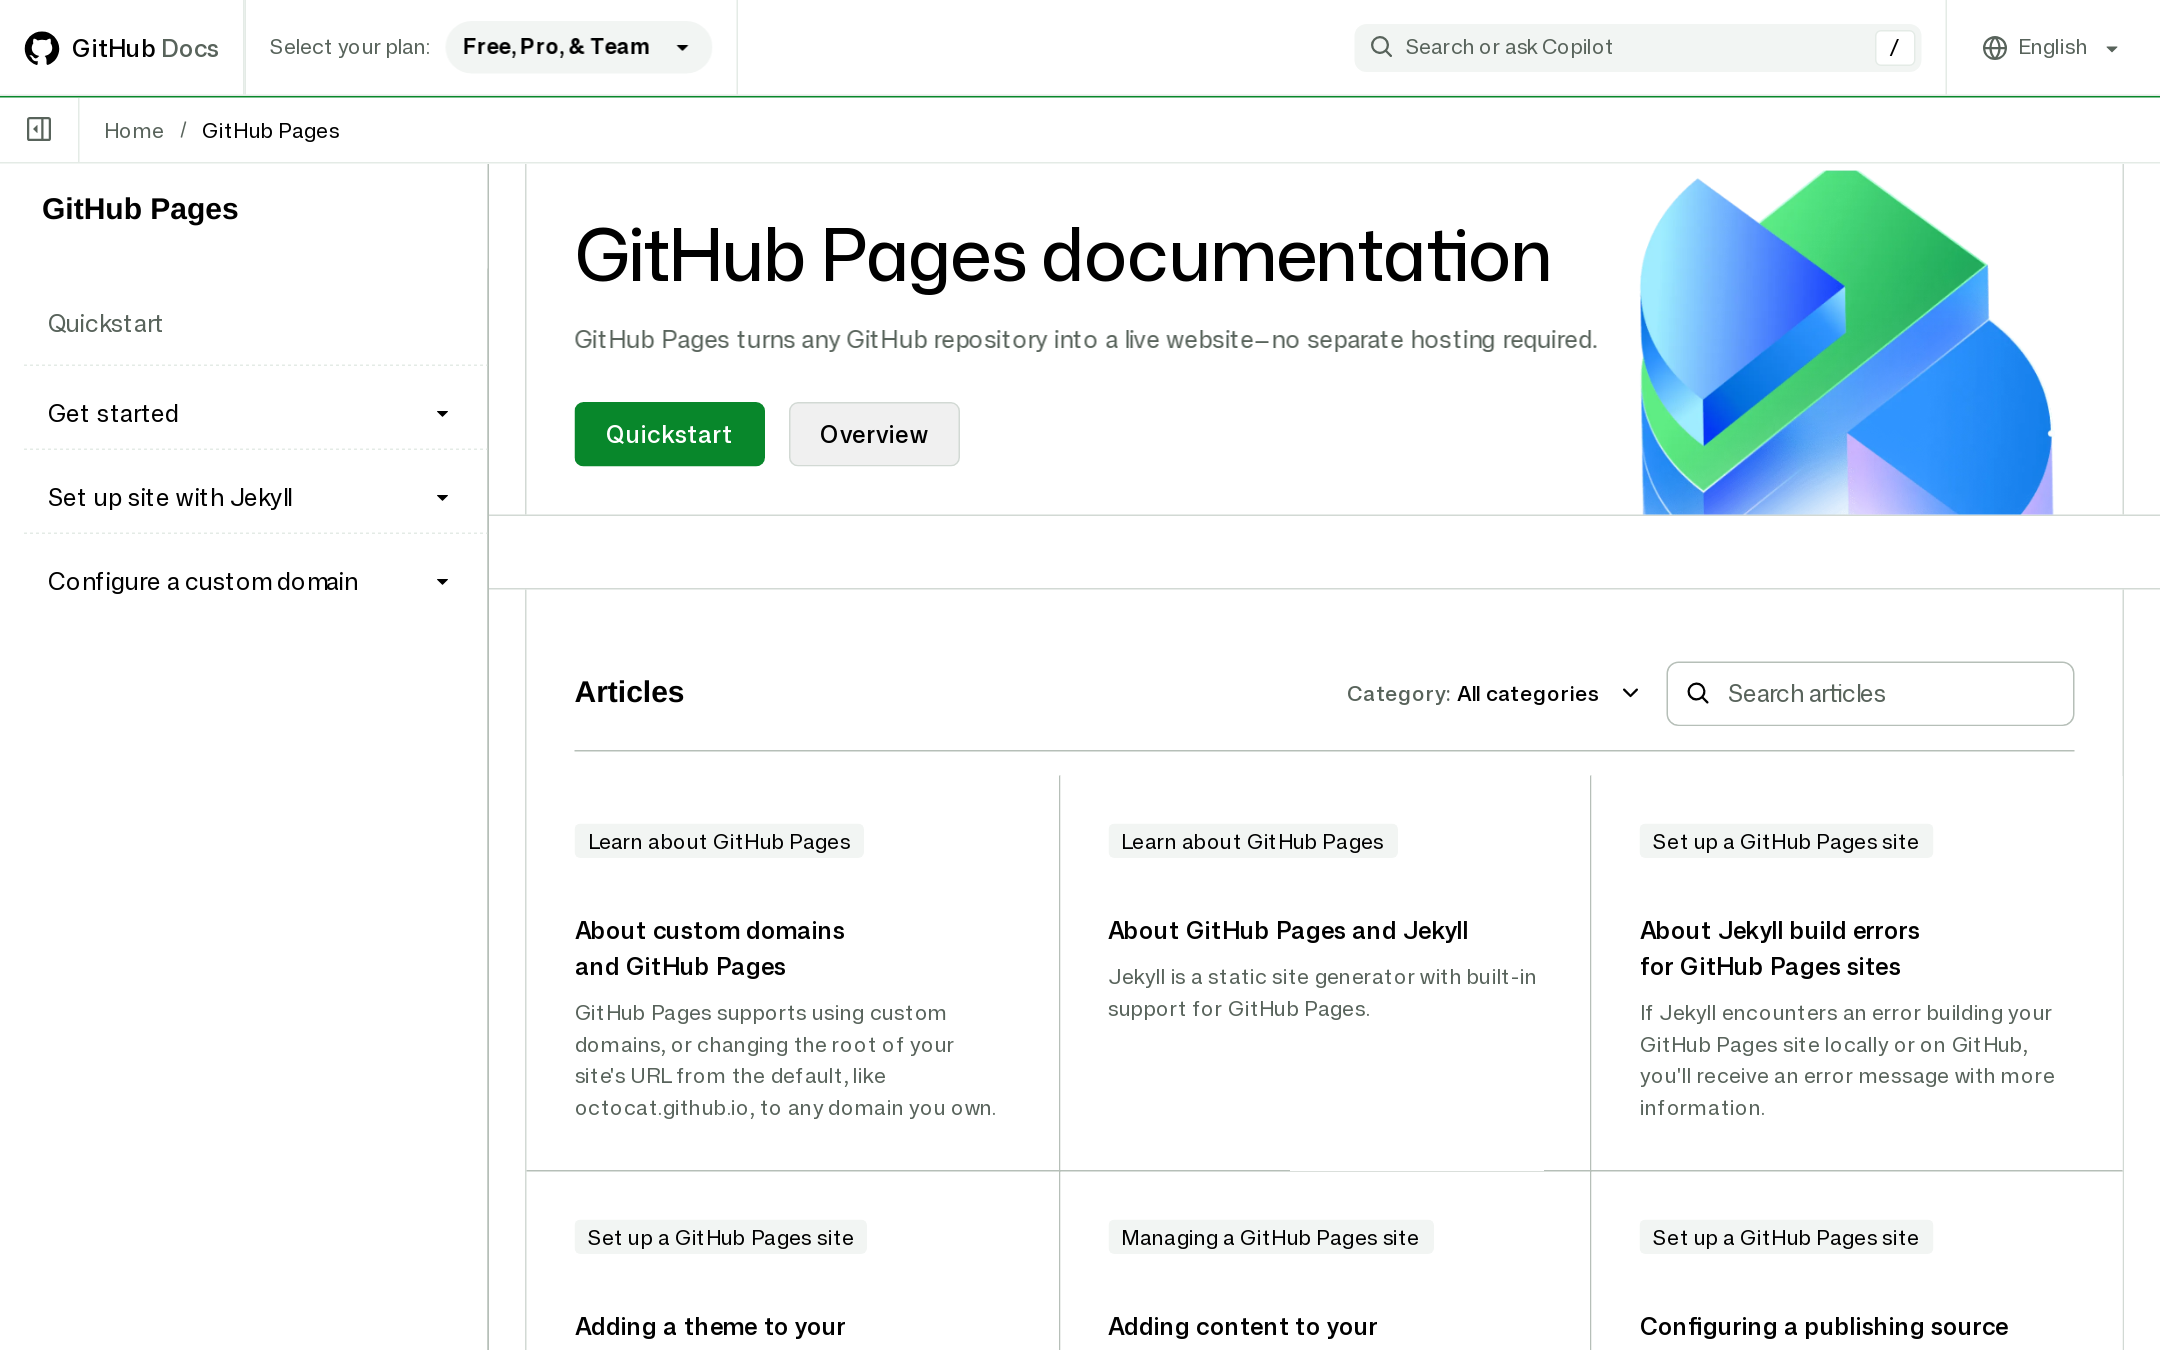 GitHub Docs
Select your plan: Free, Pro, & Team
Search or ask Copilot /
English
Home / GitHub Pages
GitHub Pages
Quickstart
Get started
Set up site with Jekyll
Configure a custom domain
GitHub Pages documentation
GitHub Pages turns any GitHub repository into a live website—no separate hosting required.
Quickstart
Overview
Articles
Category: All categories
Search articles
Learn about GitHub Pages
About custom domains
and GitHub Pages
GitHub Pages supports using custom
domains, or changing the root of your
site's URL from the default, like
octocat.github.io, to any domain you own.
Learn about GitHub Pages
About GitHub Pages and Jekyll
Jekyll is a static site generator with built-in
support for GitHub Pages.
Set up a GitHub Pages site
About Jekyll build errors
for GitHub Pages sites
If Jekyll encounters an error building your
GitHub Pages site locally or on GitHub,
you'll receive an error message with more
information.
Set up a GitHub Pages site
Adding a theme to your
Managing a GitHub Pages site
Adding content to your
Set up a GitHub Pages site
Configuring a publishing source